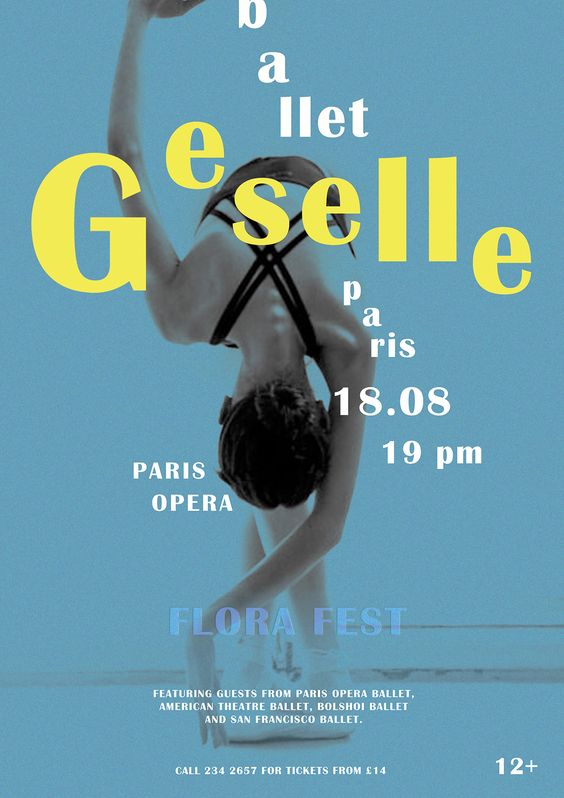 b
a
llet
Geselle
p
a
ris
18.08
19 pm
PARIS
OPERA
FLORA FEST
FEATURING GUESTS FROM PARIS OPERA BALLET,
AMERICAN THEATRE BALLET, BOLSHOI BALLET
AND SAN FRANCISCO BALLET.
CALL 234 2657 FOR TICKETS FROM £14
12+